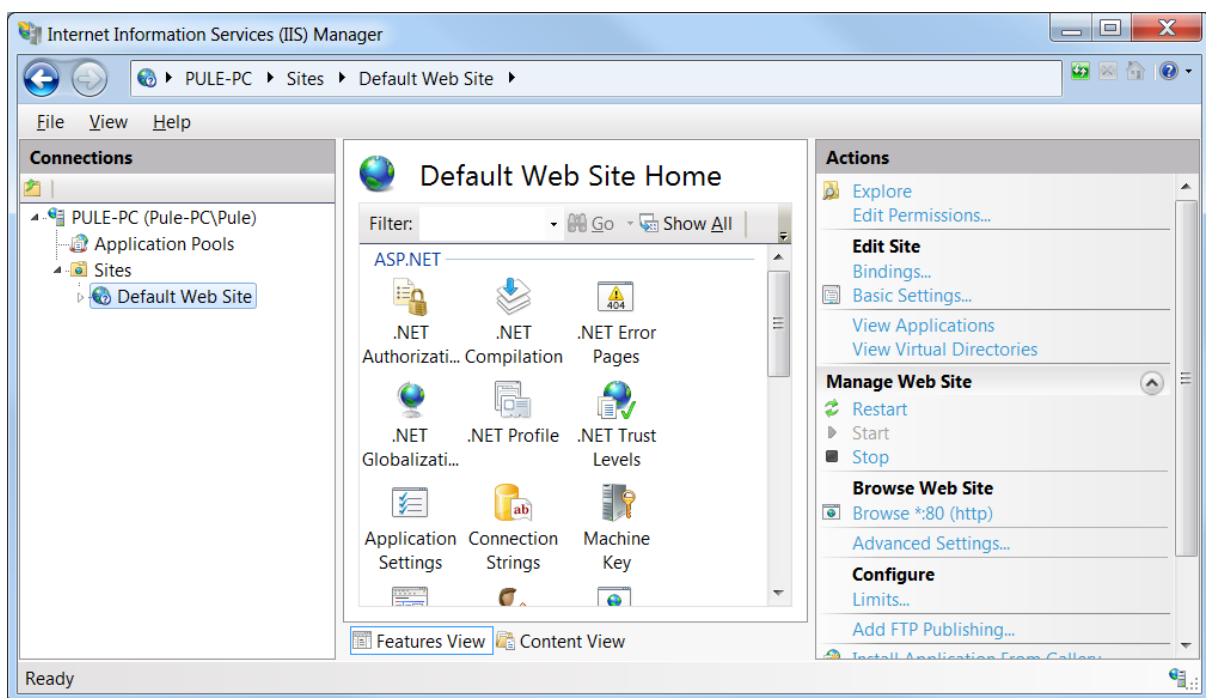 Internet Information Services (IIS) Manager
PULE-PC Sites Default Web Site
File View Help
Connections
PULE-PC (Pule-PC\Pule)
Application Pools
Sites
Default Web Site
Default Web Site Home
Filter: Go Show All
ASP.NET
.NET Authorizati...
.NET Compilation
.NET Error Pages
.NET Globalizati...
.NET Profile
.NET Trust Levels
Application Settings
Connection Strings
Machine Key
404
ab
Features View Content View
Actions
Explore
Edit Permissions...
Edit Site
Bindings...
Basic Settings...
View Applications
View Virtual Directories
Manage Web Site
Restart
Start
Stop
Browse Web Site
Browse *:80 (http)
Advanced Settings...
Configure
Limits...
Add FTP Publishing...
Install Application From Gallery
Ready